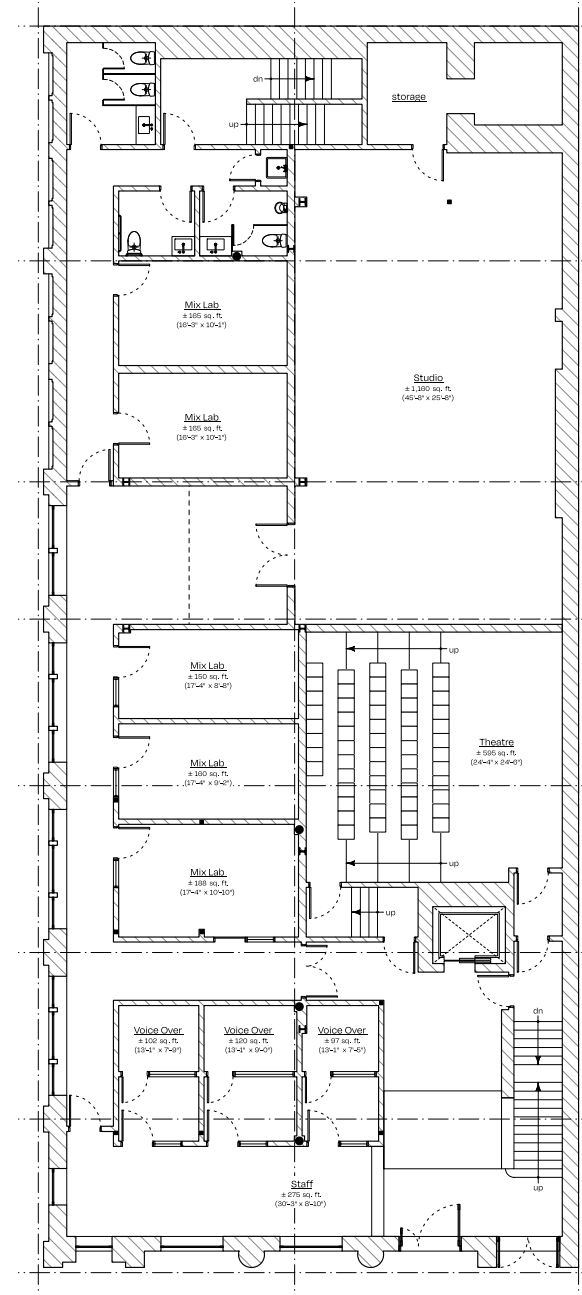 dn
storage
up
Mix Lab
± 165 sq. ft.
(16'-3" x 10'-1")
Studio
± 1,160 sq. ft.
(45'-8" x 25'-8")
Mix Lab
± 165 sq. ft.
(16'-3" x 10'-1")
up
Mix Lab
± 150 sq. ft.
(17'-4" x 8'-8")
Theatre
± 595 sq. ft.
(24'-4" x 24'-6")
Mix Lab
± 160 sq. ft.
(17'-4" x 9'-2")
up
Mix Lab
± 188 sq. ft.
(17'-4" x 10'-10")
up
dn
Voice Over
± 102 sq. ft.
(13'-1" x 7'-9")
Voice Over
± 120 sq. ft.
(13'-1" x 9'-0")
Voice Over
± 97 sq. ft.
(13'-1" x 7'-5")
up
Staff
± 275 sq. ft.
(30'-3" x 8'-10")